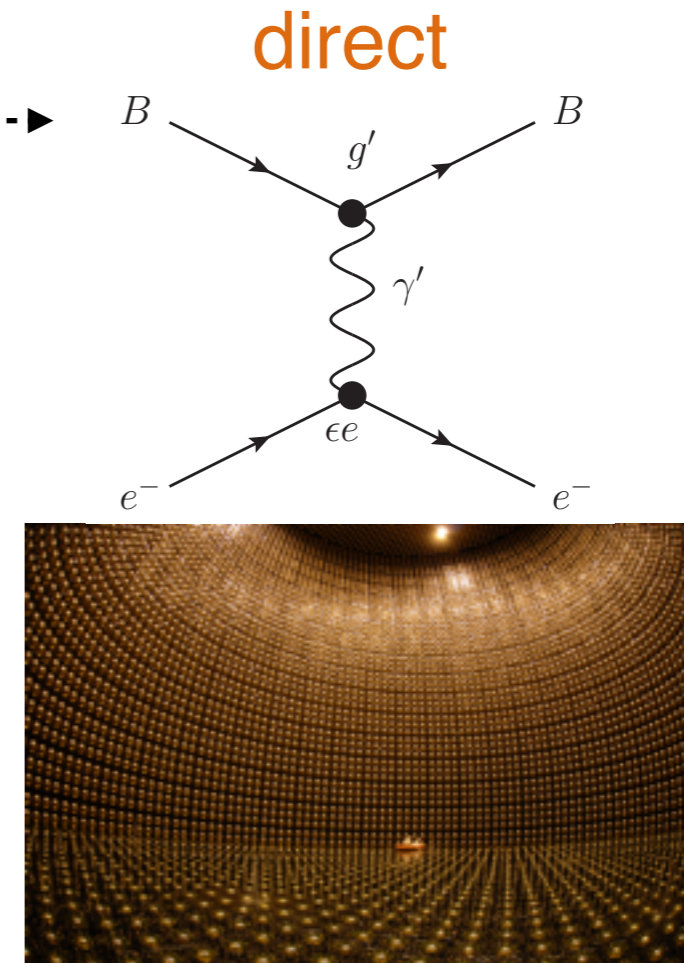 direct
B B
g′
γ′
ϵe
e⁻ e⁻